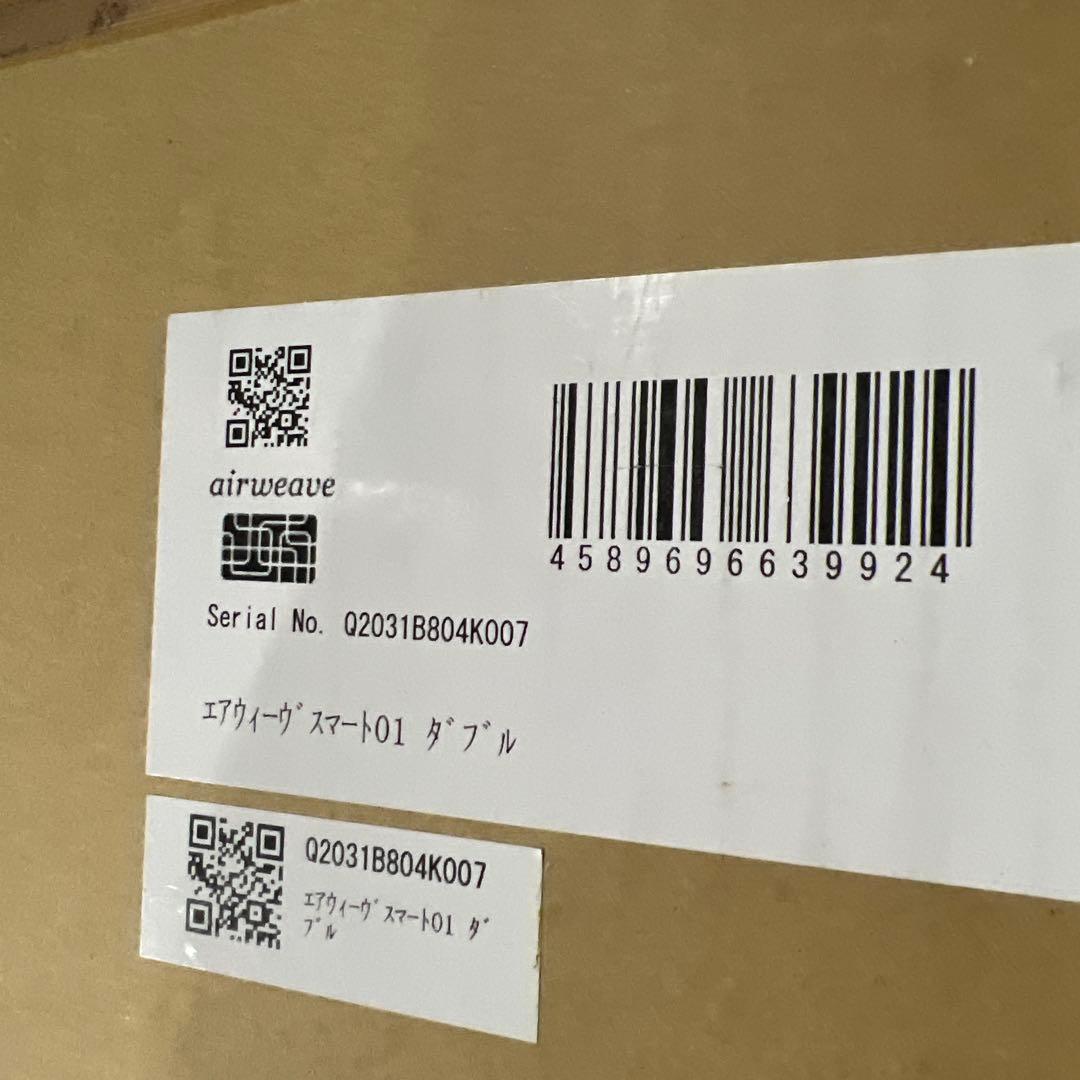 airweave
4589696639924
Serial No. Q2031B804K007
ｴｱｳｨｰｳﾞｽﾏｰﾄ01 ﾀﾞﾌﾞﾙ
Q2031B804K007
ｴｱｳｨｰｳﾞｽﾏｰﾄ01 ﾀﾞ
ﾌﾞﾙ